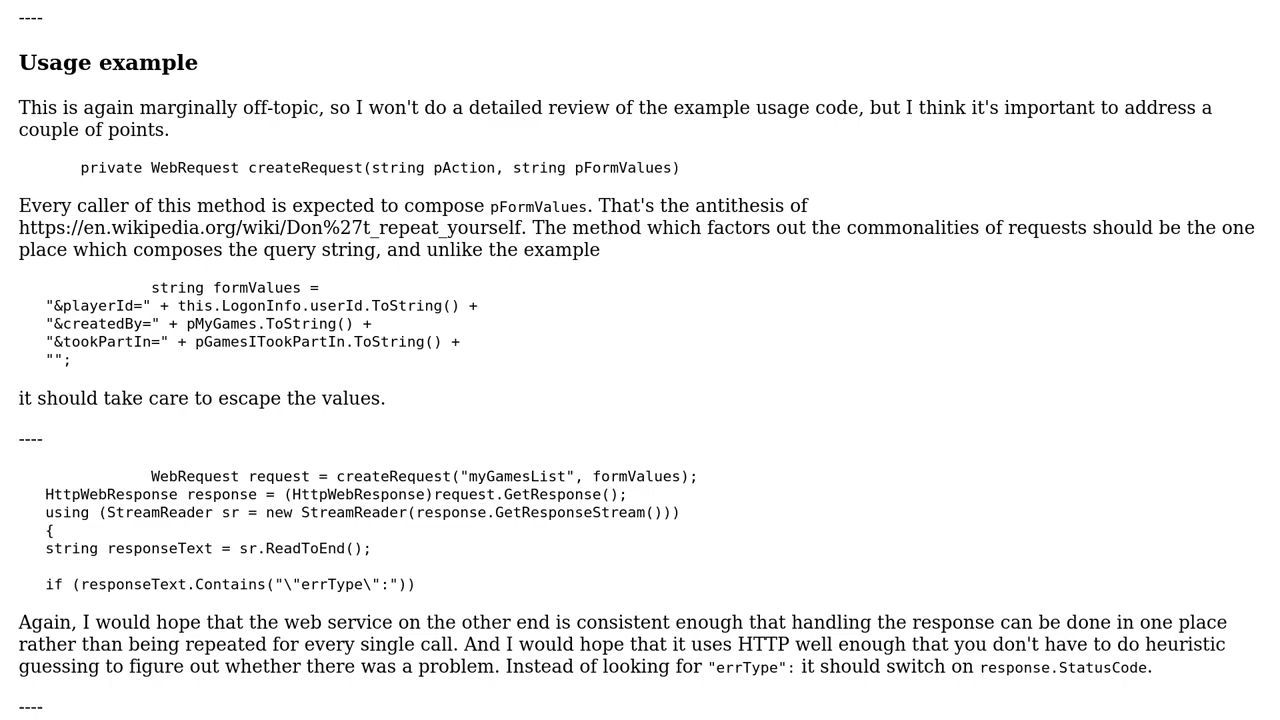 ----
Usage example
This is again marginally off-topic, so I won't do a detailed review of the example usage code, but I think it's important to address a
couple of points.
private WebRequest createRequest(string pAction, string pFormValues)
Every caller of this method is expected to compose pFormValues. That's the antithesis of
https://en.wikipedia.org/wiki/Don%27t_repeat_yourself. The method which factors out the commonalities of requests should be the one
place which composes the query string, and unlike the example
string formValues =
"&playerId=" + this.LogonInfo.userId.ToString() +
"&createdBy=" + pMyGames.ToString() +
"&tookPartIn=" + pGamesITookPartIn.ToString() +
"";
it should take care to escape the values.
----
WebRequest request = createRequest("myGamesList", formValues);
HttpWebResponse response = (HttpWebResponse)request.GetResponse();
using (StreamReader sr = new StreamReader(response.GetResponseStream()))
{
string responseText = sr.ReadToEnd();
if (responseText.Contains("\"errType\":"))
Again, I would hope that the web service on the other end is consistent enough that handling the response can be done in one place
rather than being repeated for every single call. And I would hope that it uses HTTP well enough that you don't have to do heuristic
guessing to figure out whether there was a problem. Instead of looking for "errType": it should switch on response.StatusCode.
----